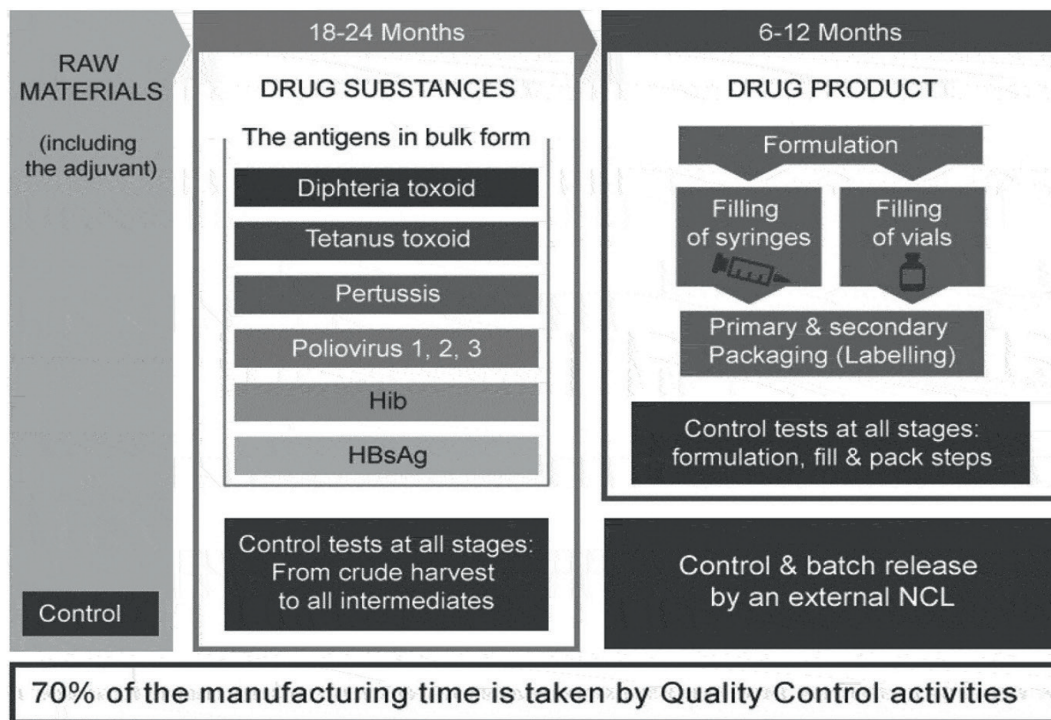 RAW
MATERIALS
(including
the adjuvant)
Control
18-24 Months
DRUG SUBSTANCES
The antigens in bulk form
Diphteria toxoid
Tetanus toxoid
Pertussis
Poliovirus 1, 2, 3
Hib
HBsAg
Control tests at all stages:
From crude harvest
to all intermediates
6-12 Months
DRUG PRODUCT
Formulation
Filling
of syringes
Filling
of vials
Primary & secondary
Packaging (Labelling)
Control tests at all stages:
formulation, fill & pack steps
Control & batch release
by an external NCL
70% of the manufacturing time is taken by Quality Control activities